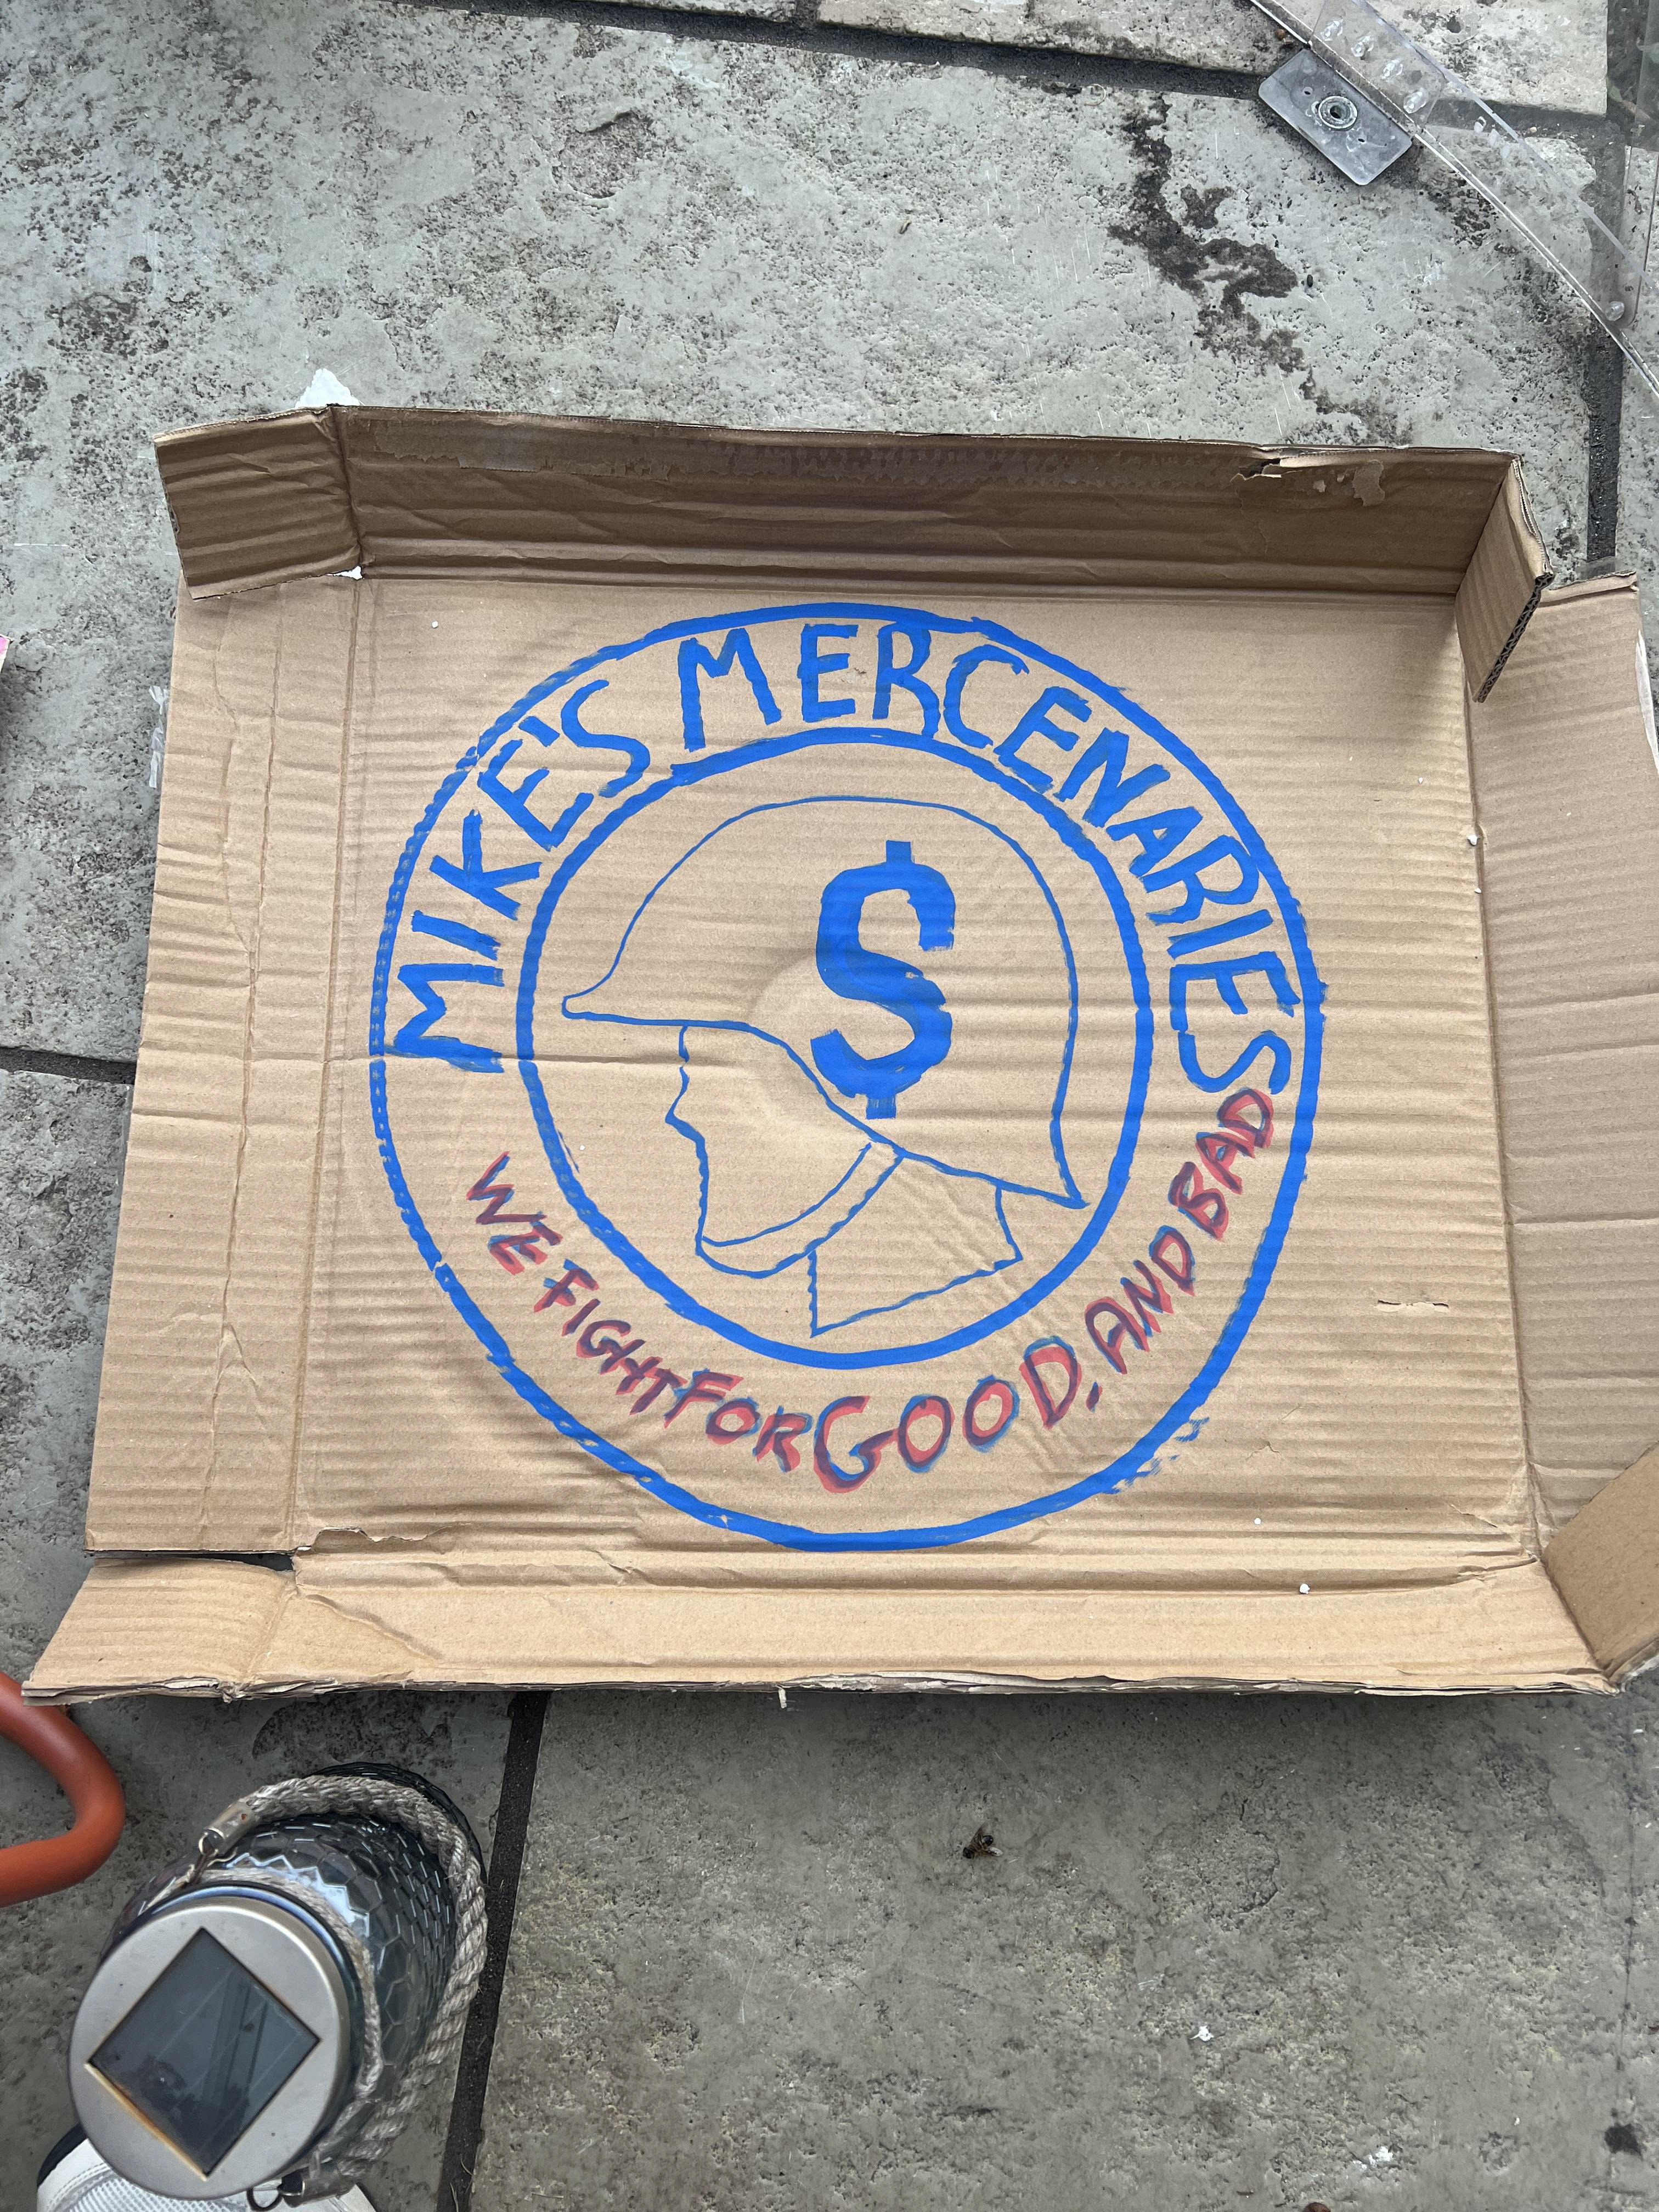 MIKE'S MERCENARIES
$
WE FIGHT FOR GOOD, AND BAD